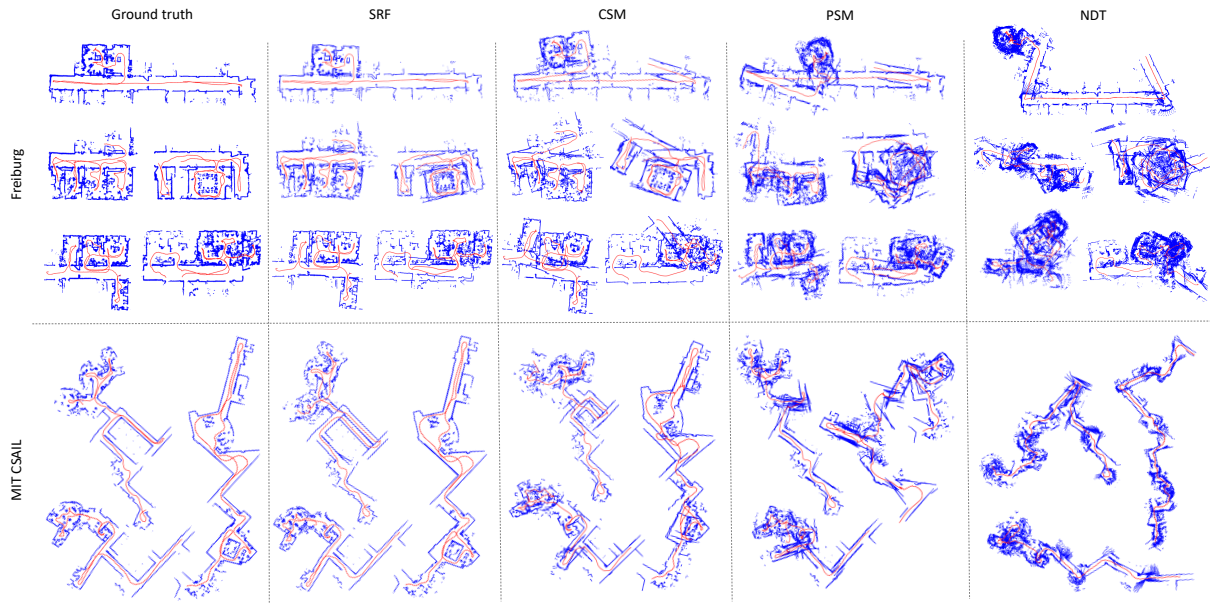 Ground truth
SRF
CSM
PSM
NDT
Freiburg
MIT CSAIL